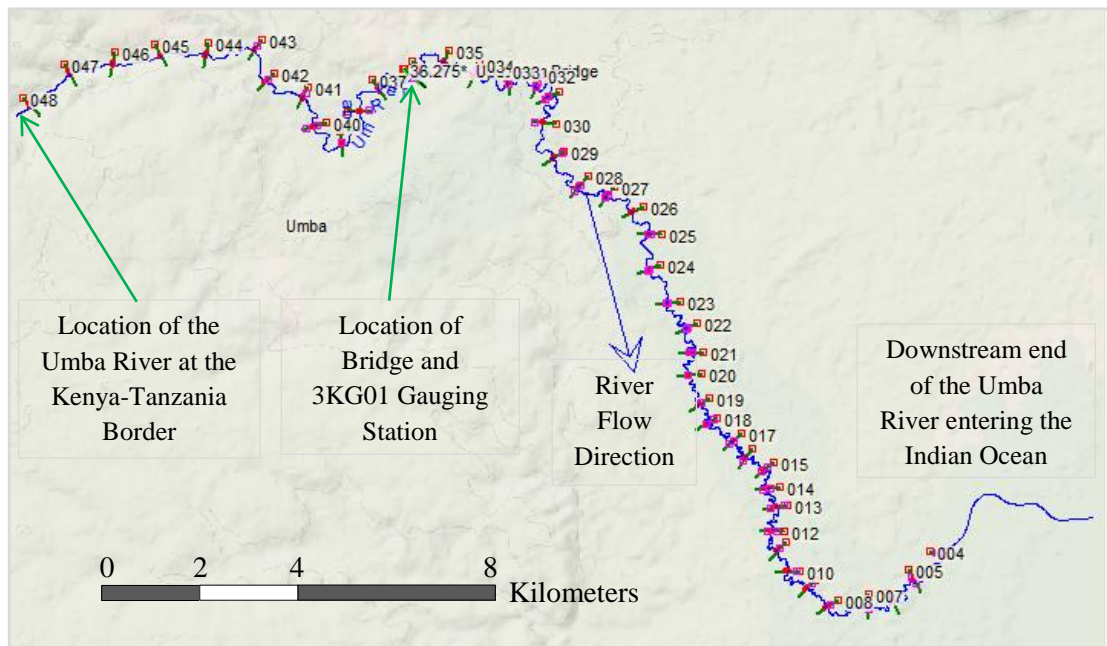 035
043
044
045
046
034
047
36.275*
033
Bridge
042
037
032
041
048
040
030
029
028
027
Umba
026
025
024
Location of the
Umba River at the
Kenya-Tanzania
Border
Location of
Bridge and
3KG01 Gauging
Station
023
022
021
020
River
Flow
Direction
Downstream end
of the Umba
River entering the
Indian Ocean
019
018
017
015
014
013
012
004
005
010
007
008
0 2 4 8
Kilometers